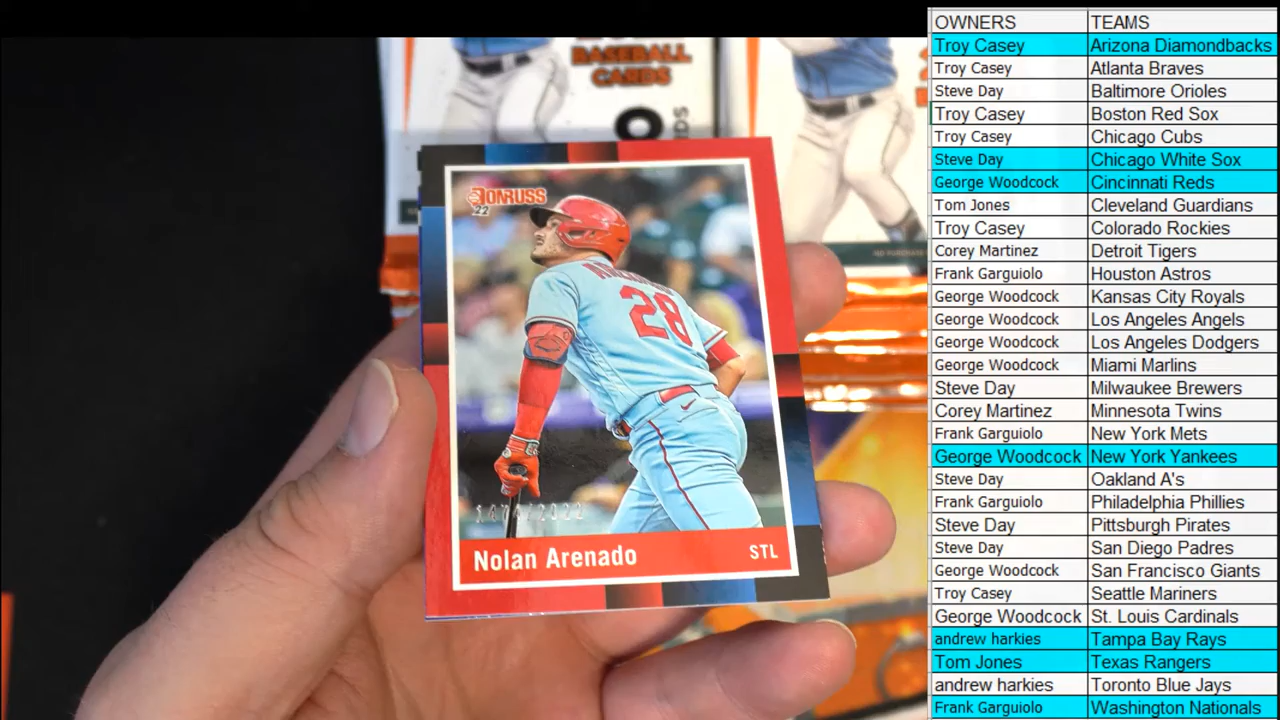 BASEBALL
CARDS
DONRUSS
'22
28
/2022
Nolan Arenado
STL
OWNERS TEAMS
Troy Casey Arizona Diamondbacks
Troy Casey Atlanta Braves
Steve Day Baltimore Orioles
Troy Casey Boston Red Sox
Troy Casey Chicago Cubs
Steve Day Chicago White Sox
George Woodcock Cincinnati Reds
Tom Jones Cleveland Guardians
Troy Casey Colorado Rockies
Corey Martinez Detroit Tigers
Frank Garguiolo Houston Astros
George Woodcock Kansas City Royals
George Woodcock Los Angeles Angels
George Woodcock Los Angeles Dodgers
George Woodcock Miami Marlins
Steve Day Milwaukee Brewers
Corey Martinez Minnesota Twins
Frank Garguiolo New York Mets
George Woodcock New York Yankees
Steve Day Oakland A's
Frank Garguiolo Philadelphia Phillies
Steve Day Pittsburgh Pirates
Steve Day San Diego Padres
George Woodcock San Francisco Giants
Troy Casey Seattle Mariners
George Woodcock St. Louis Cardinals
andrew harkies Tampa Bay Rays
Tom Jones Texas Rangers
andrew harkies Toronto Blue Jays
Frank Garguiolo Washington Nationals